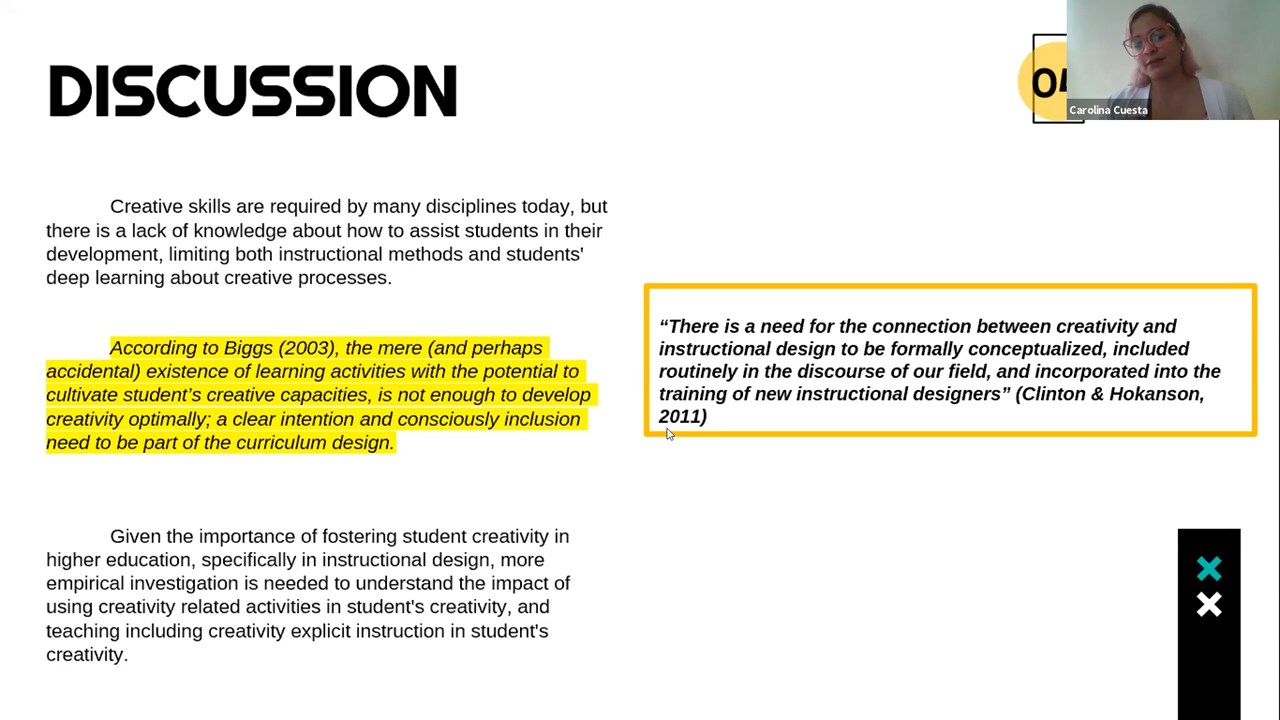 DISCUSSION
Carolina Cuesta
Creative skills are required by many disciplines today, but
there is a lack of knowledge about how to assist students in their
development, limiting both instructional methods and students'
deep learning about creative processes.
According to Biggs (2003), the mere (and perhaps
accidental) existence of learning activities with the potential to
cultivate student’s creative capacities, is not enough to develop
creativity optimally; a clear intention and consciously inclusion
need to be part of the curriculum design.
Given the importance of fostering student creativity in
higher education, specifically in instructional design, more
empirical investigation is needed to understand the impact of
using creativity related activities in student's creativity, and
teaching including creativity explicit instruction in student's
creativity.
“There is a need for the connection between creativity and
instructional design to be formally conceptualized, included
routinely in the discourse of our field, and incorporated into the
training of new instructional designers” (Clinton & Hokanson,
2011)